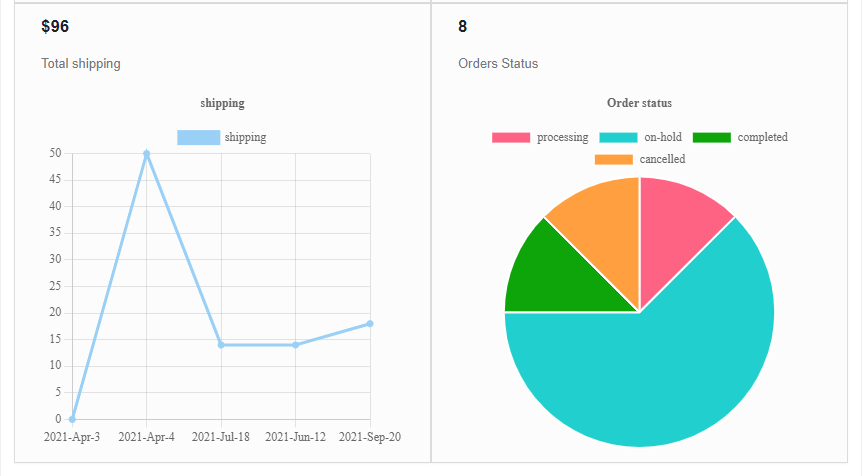 $96
Total shipping
shipping
shipping
50
45
40
35
30
25
20
15
10
5
0
2021-Apr-3 2021-Apr-4 2021-Jul-18 2021-Jun-12 2021-Sep-20
8
Orders Status
Order status
processing on-hold completed
cancelled